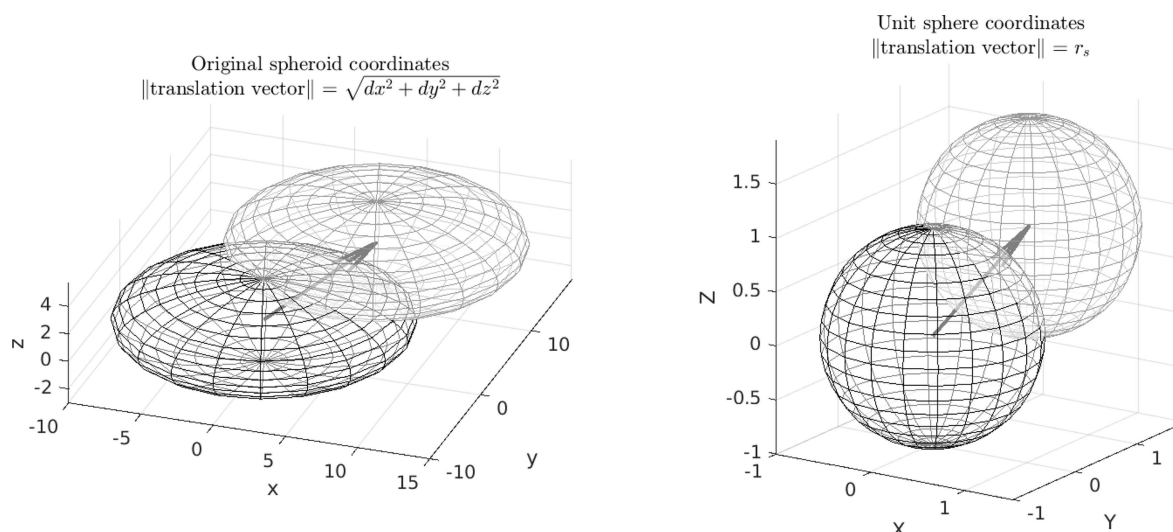 Original spheroid coordinates
‖translation vector‖ = √dx² + dy² + dz²
4
2
0
-2
z
-10
-5
0
5
10
15
x
-10
0
10
y
Unit sphere coordinates
‖translation vector‖ = rₛ
1.5
1
0.5
0
-0.5
-1
Z
-1
0
1
X
-1
0
1
Y